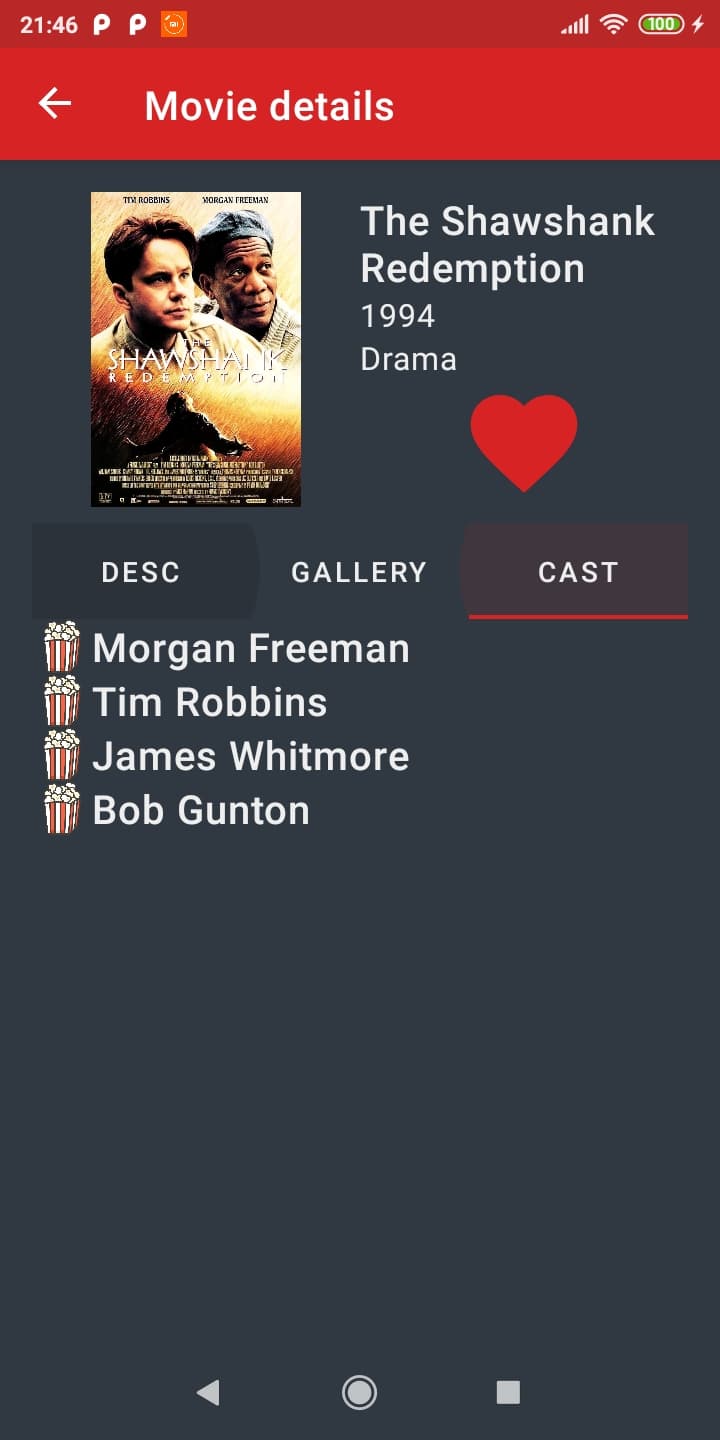 21:46 P P 100
Movie details
TIM ROBBINS MORGAN FREEMAN
THE
SHAWSHANK
REDEMPTION
The Shawshank
Redemption
1994
Drama
DESC GALLERY CAST
Morgan Freeman
Tim Robbins
James Whitmore
Bob Gunton